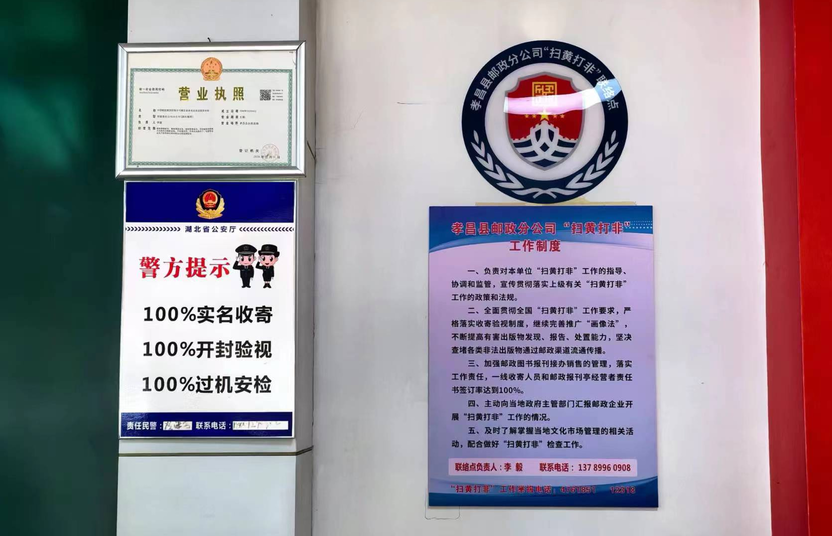 营业执照
湖北省公安厅
警方提示
100%实名收寄
100%开封验视
100%过机安检
责任民警:
联系电话:
孝昌县邮政分公司“扫黄打非”联络点
孝昌县邮政分公司“扫黄打非”
工作制度
一、负责对本单位“扫黄打非”工作的指导、
协调和监管,宣传贯彻落实上级有关“扫黄打非”
工作的政策和法规。
二、全面贯彻全国“扫黄打非”工作要求,严
格落实收寄验视制度,继续完善推广“画像法”,
不断提高有害出版物发现、报告、处置能力,坚决
查堵各类非法出版物通过邮政渠道流通传播。
三、加强邮政图书报刊接办销售的管理,落实
工作责任,一线收寄人员和邮政报刊亭经营者责任
书签订率达到100%。
四、主动向当地政府主管部门汇报邮政企业开
展“扫黄打非”工作的情况。
五、及时了解掌握当地文化市场管理的相关活
动,配合做好“扫黄打非”检查工作。
联络点负责人:李 毅 联系电话:137 8996 0908
“扫黄打非”工作举报电话: